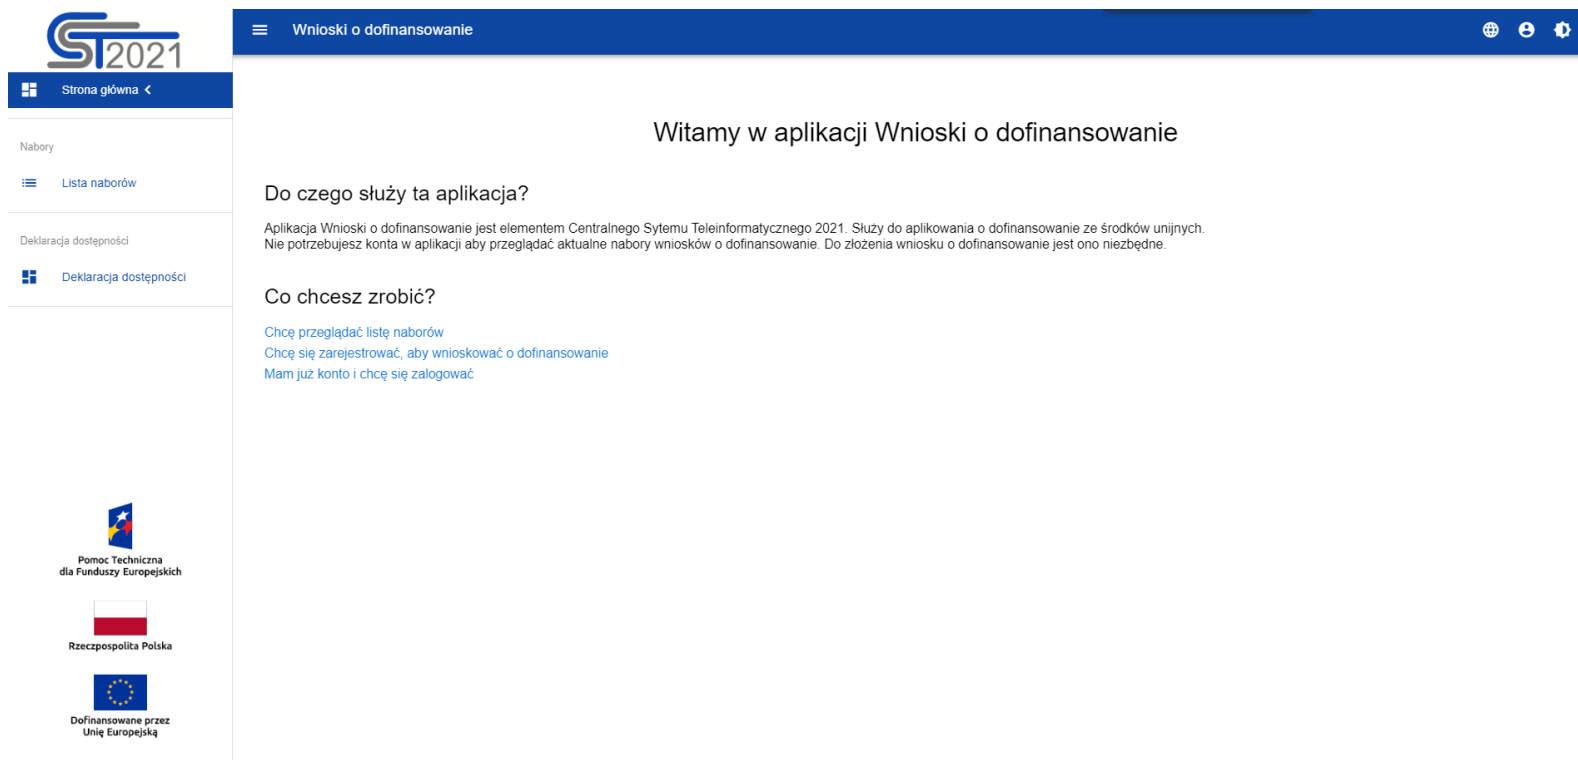 CST2021
Wnioski o dofinansowanie
Strona główna
Nabory
Lista naborów
Deklaracja dostępności
Deklaracja dostępności
Witamy w aplikacji Wnioski o dofinansowanie
Do czego służy ta aplikacja?
Aplikacja Wnioski o dofinansowanie jest elementem Centralnego Sytemu Teleinformatycznego 2021. Służy do aplikowania o dofinansowanie ze środków unijnych.
Nie potrzebujesz konta w aplikacji aby przeglądać aktualne nabory wniosków o dofinansowanie. Do złożenia wniosku o dofinansowanie jest ono niezbędne.
Co chcesz zrobić?
Chcę przeglądać listę naborów
Chcę się zarejestrować, aby wnioskować o dofinansowanie
Mam już konto i chcę się zalogować
Pomoc Techniczna
dla Funduszy Europejskich
Rzeczpospolita Polska
Dofinansowane przez
Unię Europejską